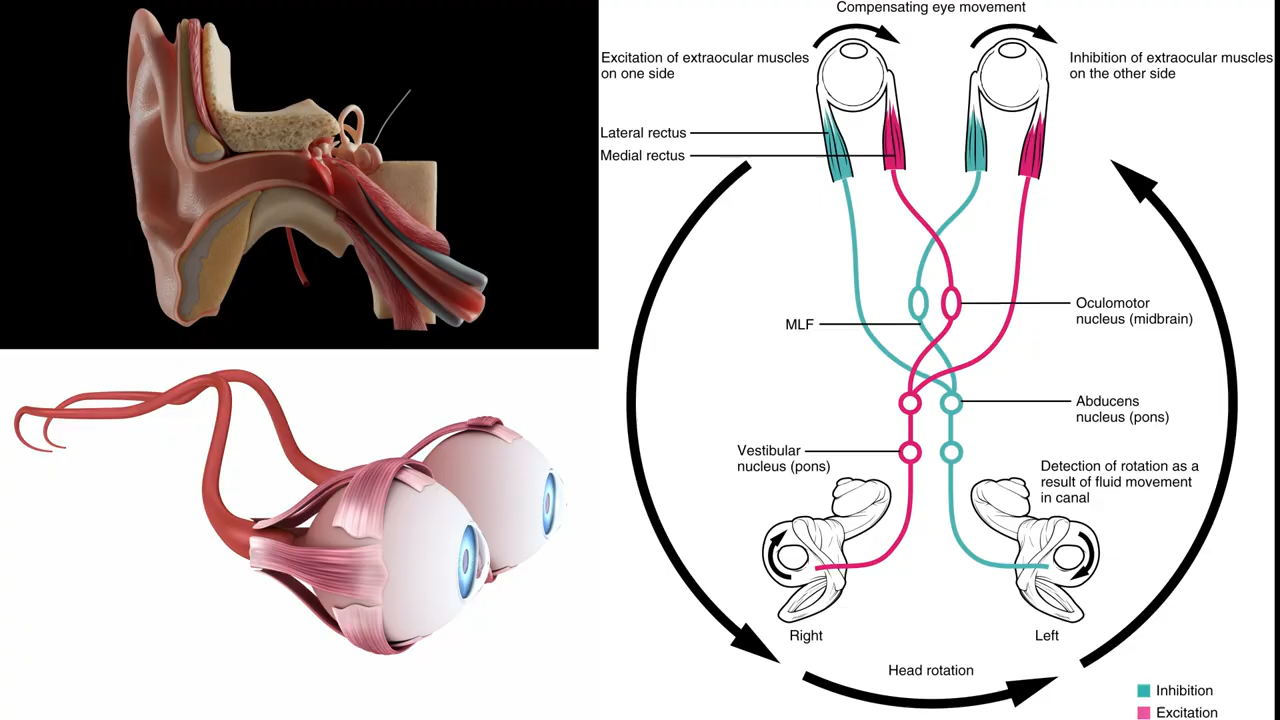 Compensating eye movement
Excitation of extraocular muscles
on one side
Inhibition of extraocular muscles
on the other side
Lateral rectus
Medial rectus
Oculomotor
nucleus (midbrain)
MLF
Abducens
nucleus (pons)
Vestibular
nucleus (pons)
Detection of rotation as a
result of fluid movement
in canal
Right
Left
Head rotation
Inhibition
Excitation